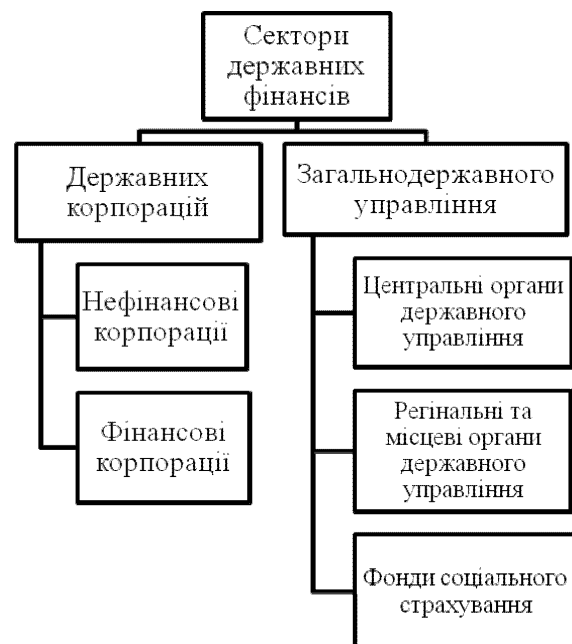 Сектори
державних
фінансів
Державних
корпорацій
Загальнодержавного
управління
Нефінансові
корпорації
Фінансові
корпорації
Центральні органи
державного
управління
Регінальні та
місцеві органи
державного
управління
Фонди соціального
страхування